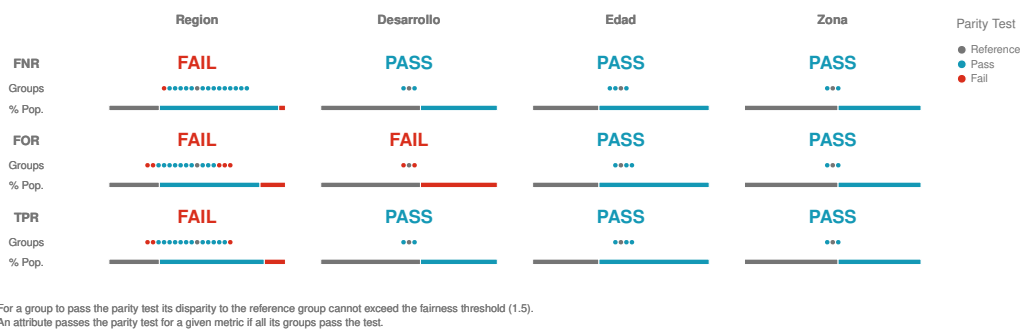 Region Desarrollo Edad Zona
Parity Test
Reference
Pass
Fail
FNR FAIL PASS PASS PASS
Groups
% Pop.
FOR FAIL FAIL PASS PASS
Groups
% Pop.
TPR FAIL PASS PASS PASS
Groups
% Pop.
For a group to pass the parity test its disparity to the reference group cannot exceed the fairness threshold (1.5).
An attribute passes the parity test for a given metric if all its groups pass the test.